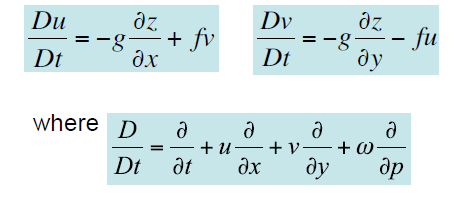 Du/Dt = −g ∂z/∂x + fv    Dv/Dt = −g ∂z/∂y − fu
where D/Dt = ∂/∂t + u ∂/∂x + v ∂/∂y + ω ∂/∂p